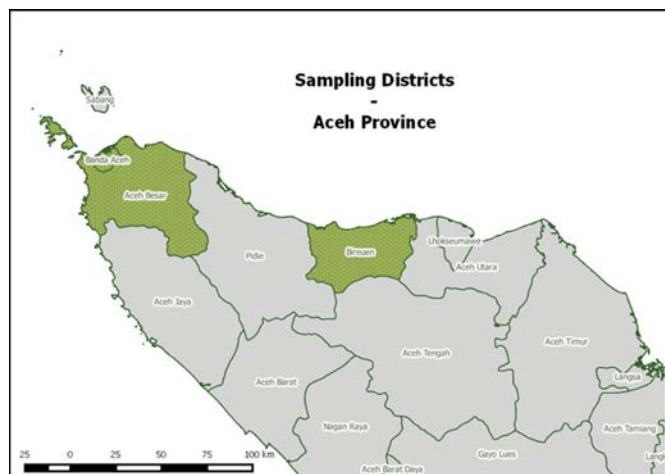 Sampling Districts
-
Aceh Province
Sabang
Banda Aceh
Aceh Besar
Pidie
Bireuen
Lhokseumawe
Aceh Utara
Aceh Jaya
Aceh Tengah
Aceh Timur
Langsa
Aceh Barat
Nagan Raya
Aceh Tamiang
Gayo Lues
Aceh Barat Daya
25 0 25 50 75 100 km